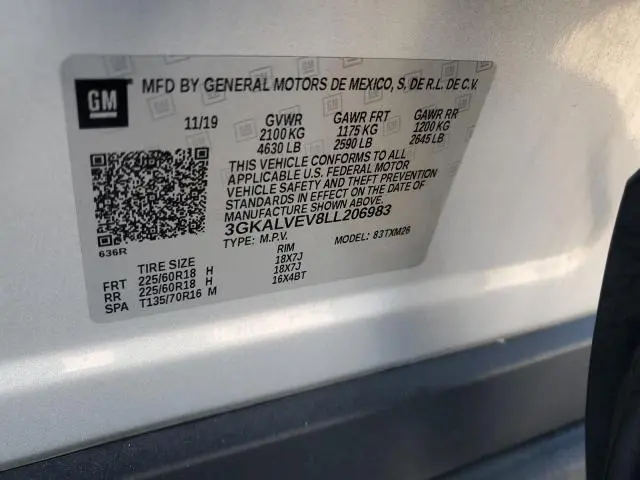 GM
MFD BY GENERAL MOTORS DE MEXICO, S. DE R.L. DE C.V.
11/19 GVWR GAWR FRT GAWR RR
2100 KG 1175 KG 1200 KG
4630 LB 2590 LB 2645 LB
THIS VEHICLE CONFORMS TO ALL
APPLICABLE U.S. FEDERAL MOTOR
VEHICLE SAFETY AND THEFT PREVENTION
STANDARDS IN EFFECT ON THE DATE OF
MANUFACTURE SHOWN ABOVE.
3GKALVEV8LL206983
636R TYPE: M.P.V. MODEL: 83TXM26
TIRE SIZE RIM
FRT 225/60R18 H 18X7J
RR 225/60R18 H 18X7J
SPA T135/70R16 M 16X4BT